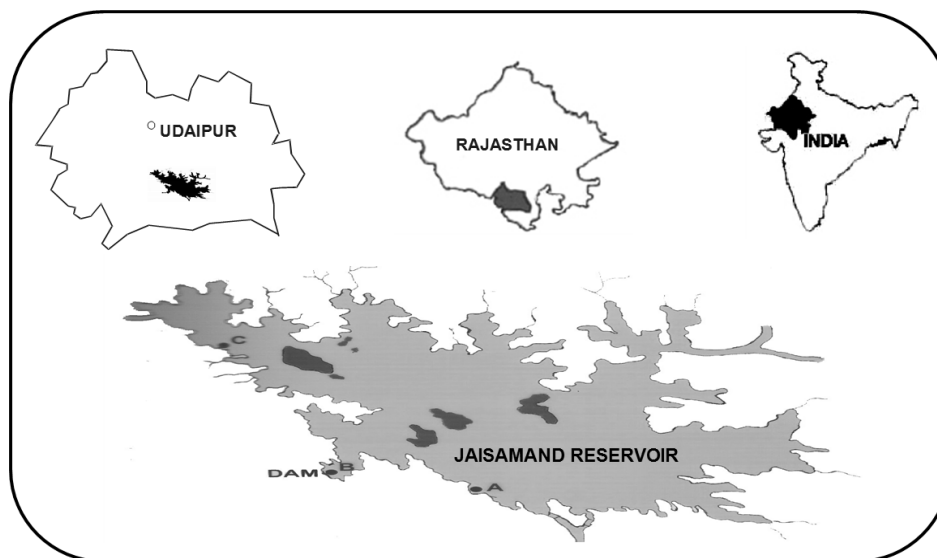 UDAIPUR
RAJASTHAN
INDIA
C
JAISAMAND RESERVOIR
DAM
B
A